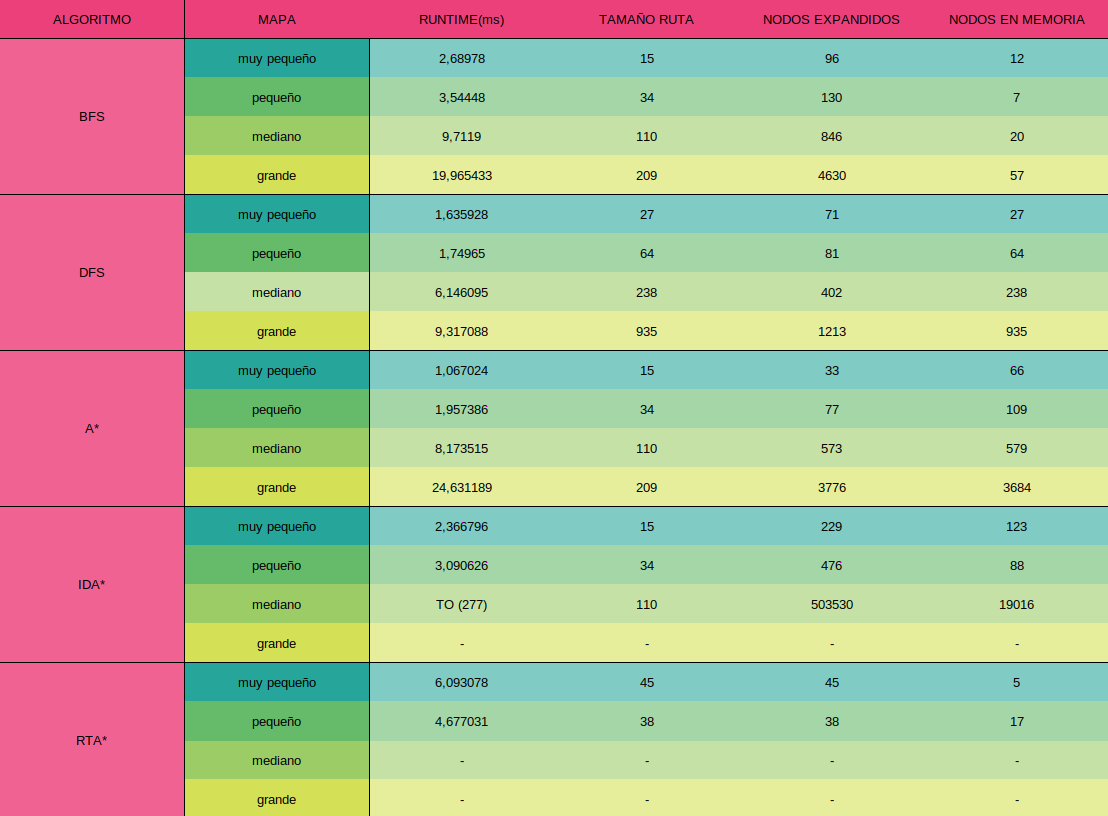 ALGORITMO MAPA RUNTIME(ms) TAMAÑO RUTA NODOS EXPANDIDOS NODOS EN MEMORIA
BFS
muy pequeño 2,68978 15 96 12
pequeño 3,54448 34 130 7
mediano 9,7119 110 846 20
grande 19,965433 209 4630 57
DFS
muy pequeño 1,635928 27 71 27
pequeño 1,74965 64 81 64
mediano 6,146095 238 402 238
grande 9,317088 935 1213 935
A*
muy pequeño 1,067024 15 33 66
pequeño 1,957386 34 77 109
mediano 8,173515 110 573 579
grande 24,631189 209 3776 3684
IDA*
muy pequeño 2,366796 15 229 123
pequeño 3,090626 34 476 88
mediano TO (277) 110 503530 19016
grande - - - -
RTA*
muy pequeño 6,093078 45 45 5
pequeño 4,677031 38 38 17
mediano - - - -
grande - - - -